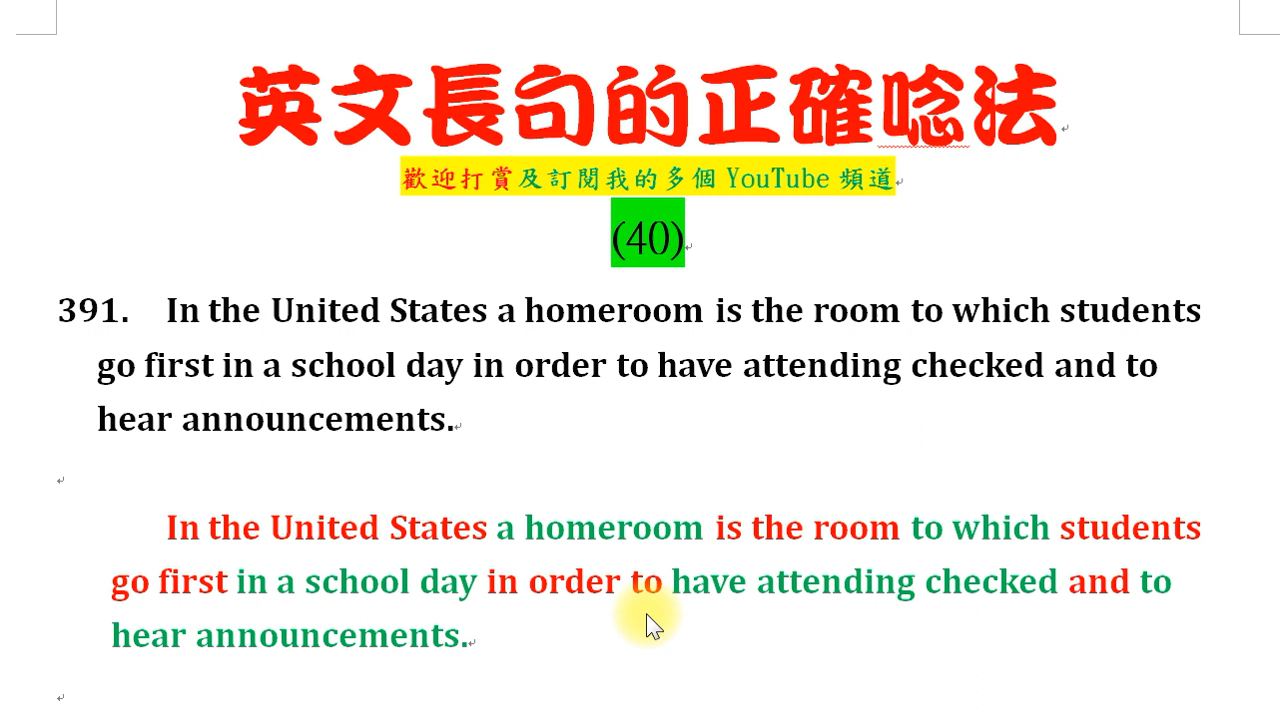 英文長句的正確唸法
歡迎打賞及訂閱我的多個 YouTube 頻道
(40)
391. In the United States a homeroom is the room to which students
go first in a school day in order to have attending checked and to
hear announcements.
In the United States a homeroom is the room to which students
go first in a school day in order to have attending checked and to
hear announcements.